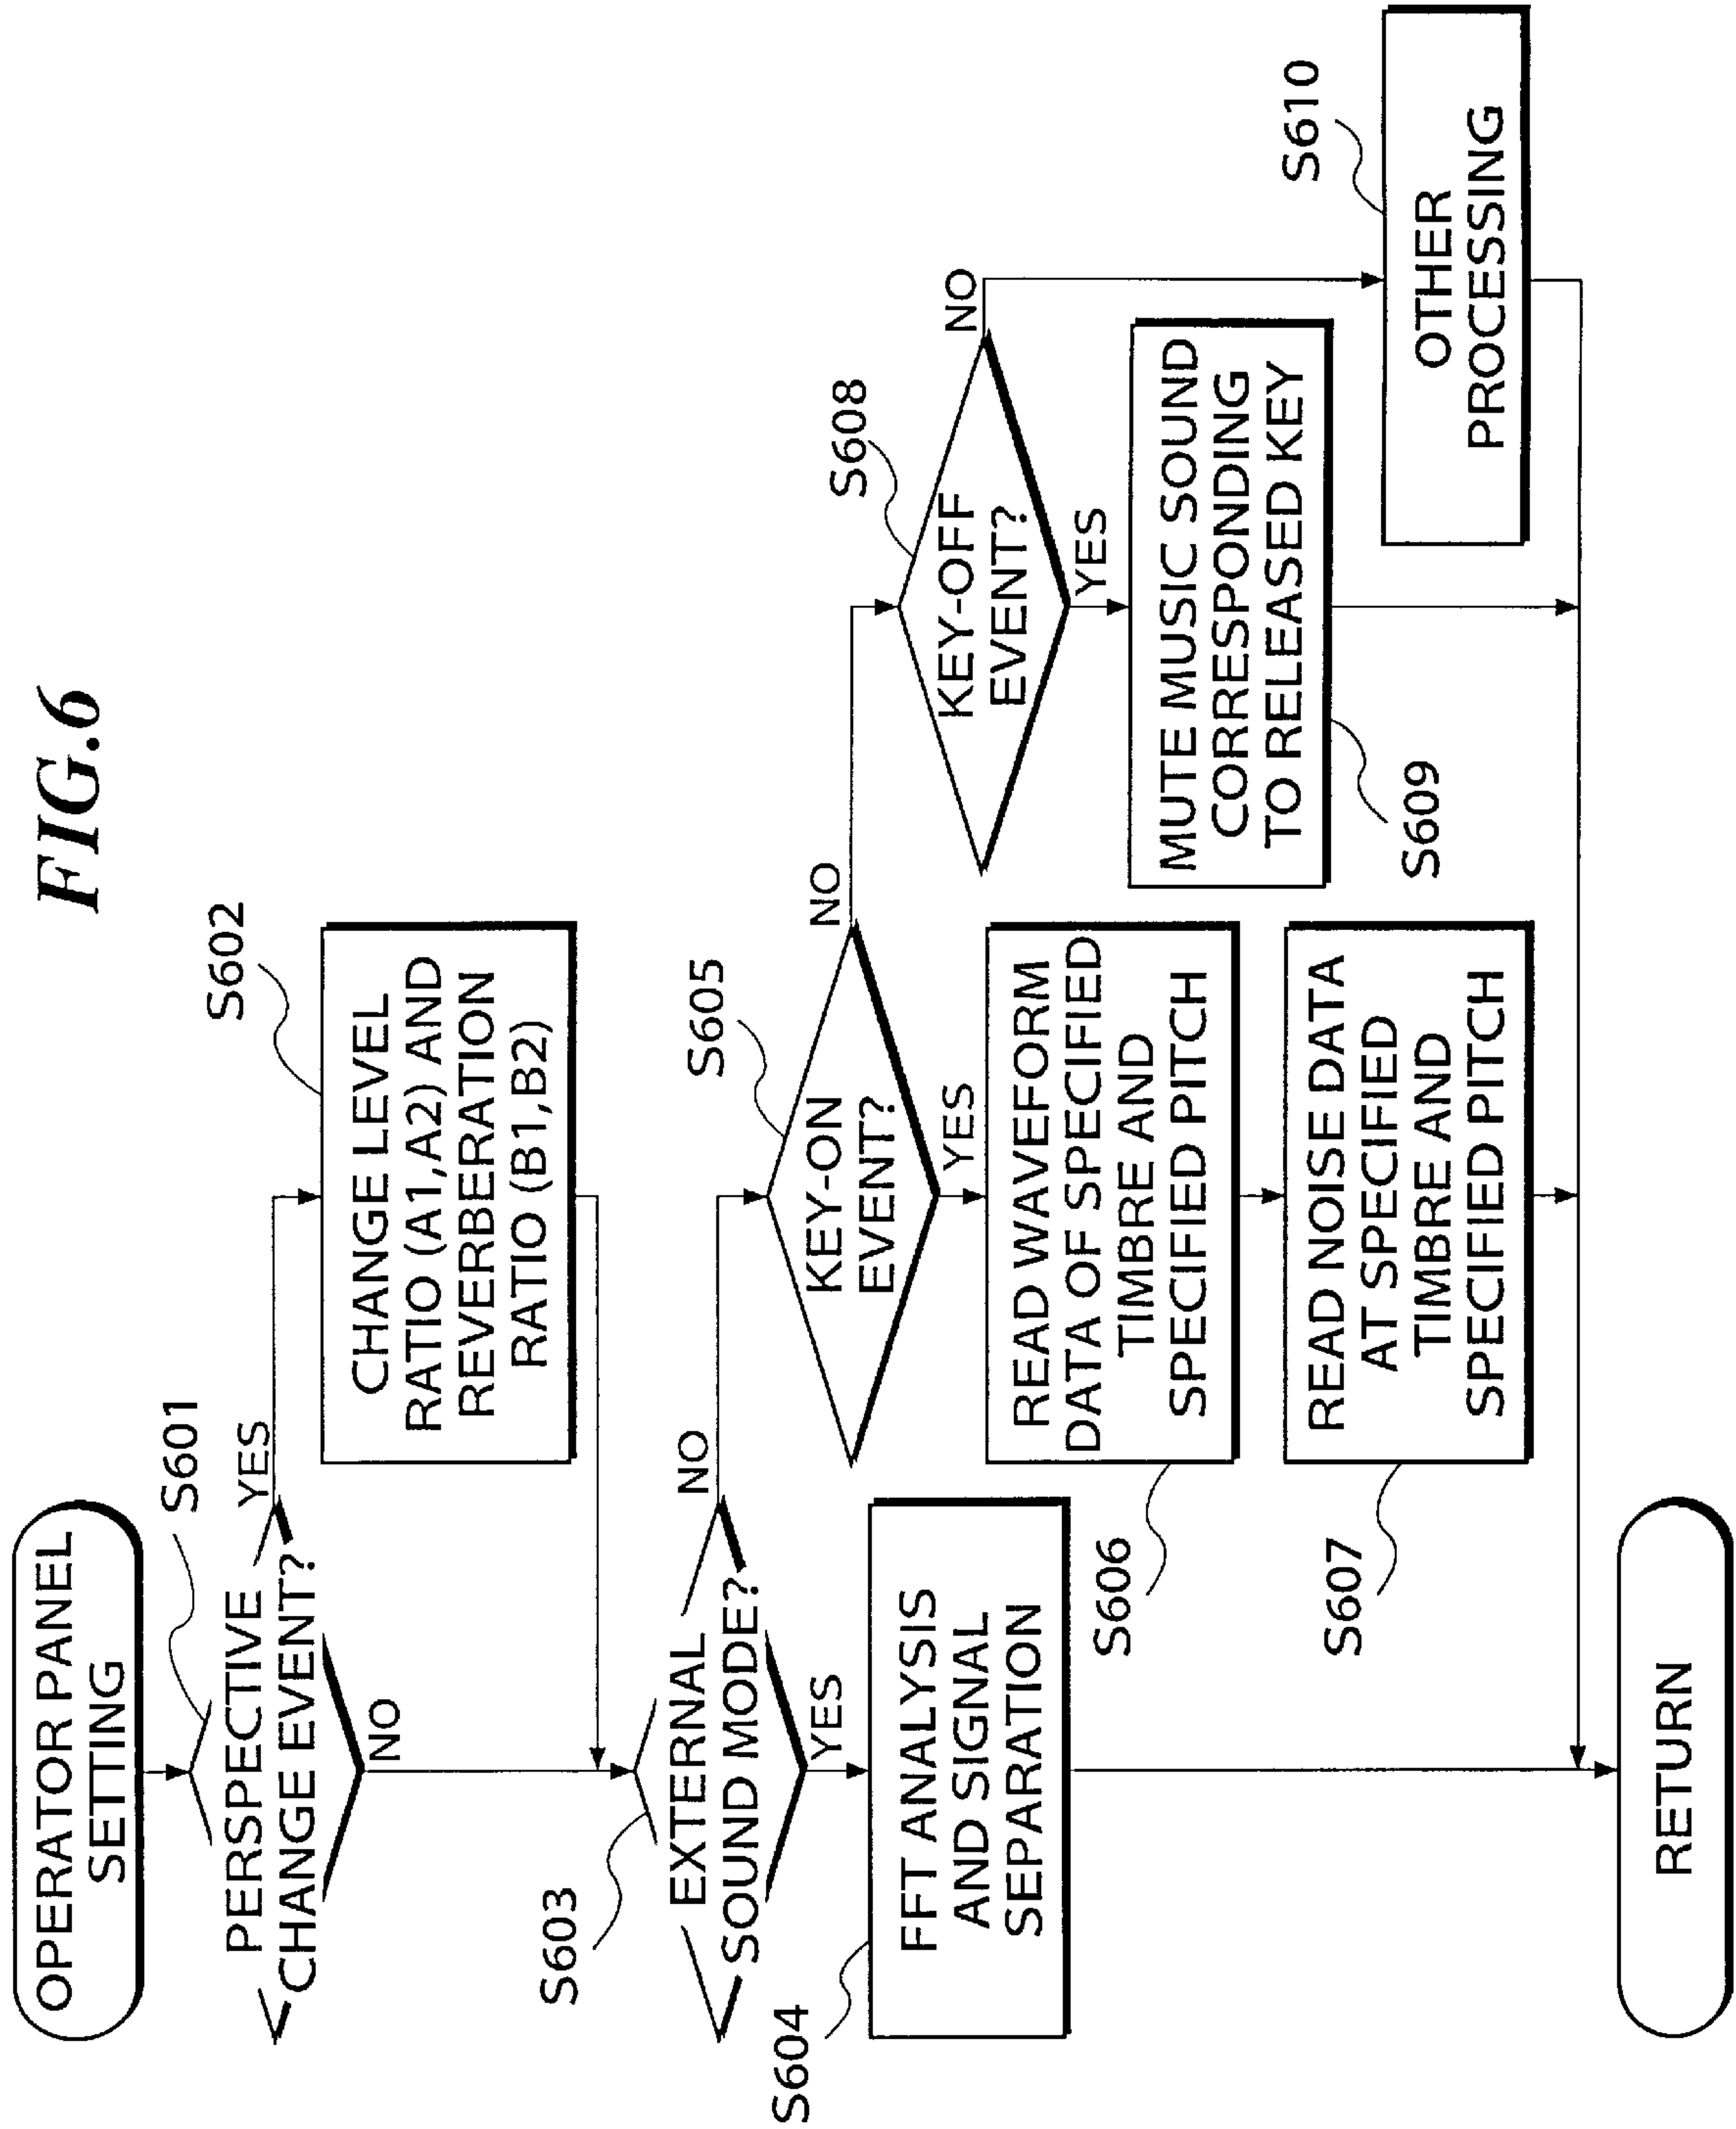 FIG.6
OPERATOR PANEL
SETTING
S601
PERSPECTIVE
CHANGE EVENT?
YES
NO
S602
CHANGE LEVEL
RATIO (A1,A2) AND
REVERBERATION
RATIO (B1,B2)
S603
EXTERNAL
SOUND MODE?
NO
YES
S604
FFT ANALYSIS
AND SIGNAL
SEPARATION
S605
KEY-ON
EVENT?
NO
YES
S606
READ WAVEFORM
DATA OF SPECIFIED
TIMBRE AND
SPECIFIED PITCH
S607
READ NOISE DATA
AT SPECIFIED
TIMBRE AND
SPECIFIED PITCH
S608
KEY-OFF
EVENT?
NO
YES
MUTE MUSIC SOUND
CORRESPONDING
TO RELEASED KEY
S609
S610
OTHER
PROCESSING
RETURN